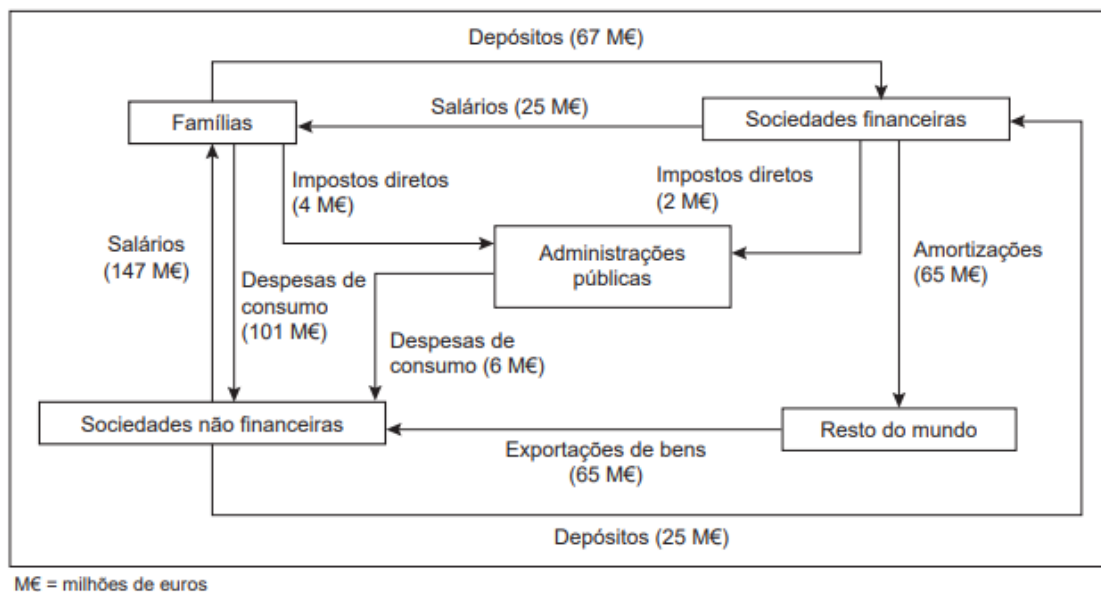 Depósitos (67 M€)
Famílias
Salários (25 M€)
Sociedades financeiras
Impostos diretos
(4 M€)
Impostos diretos
(2 M€)
Salários
(147 M€)
Despesas de
consumo
(101 M€)
Administrações
públicas
Amortizações
(65 M€)
Despesas de
consumo (6 M€)
Sociedades não financeiras
Exportações de bens
(65 M€)
Resto do mundo
Depósitos (25 M€)
M€ = milhões de euros